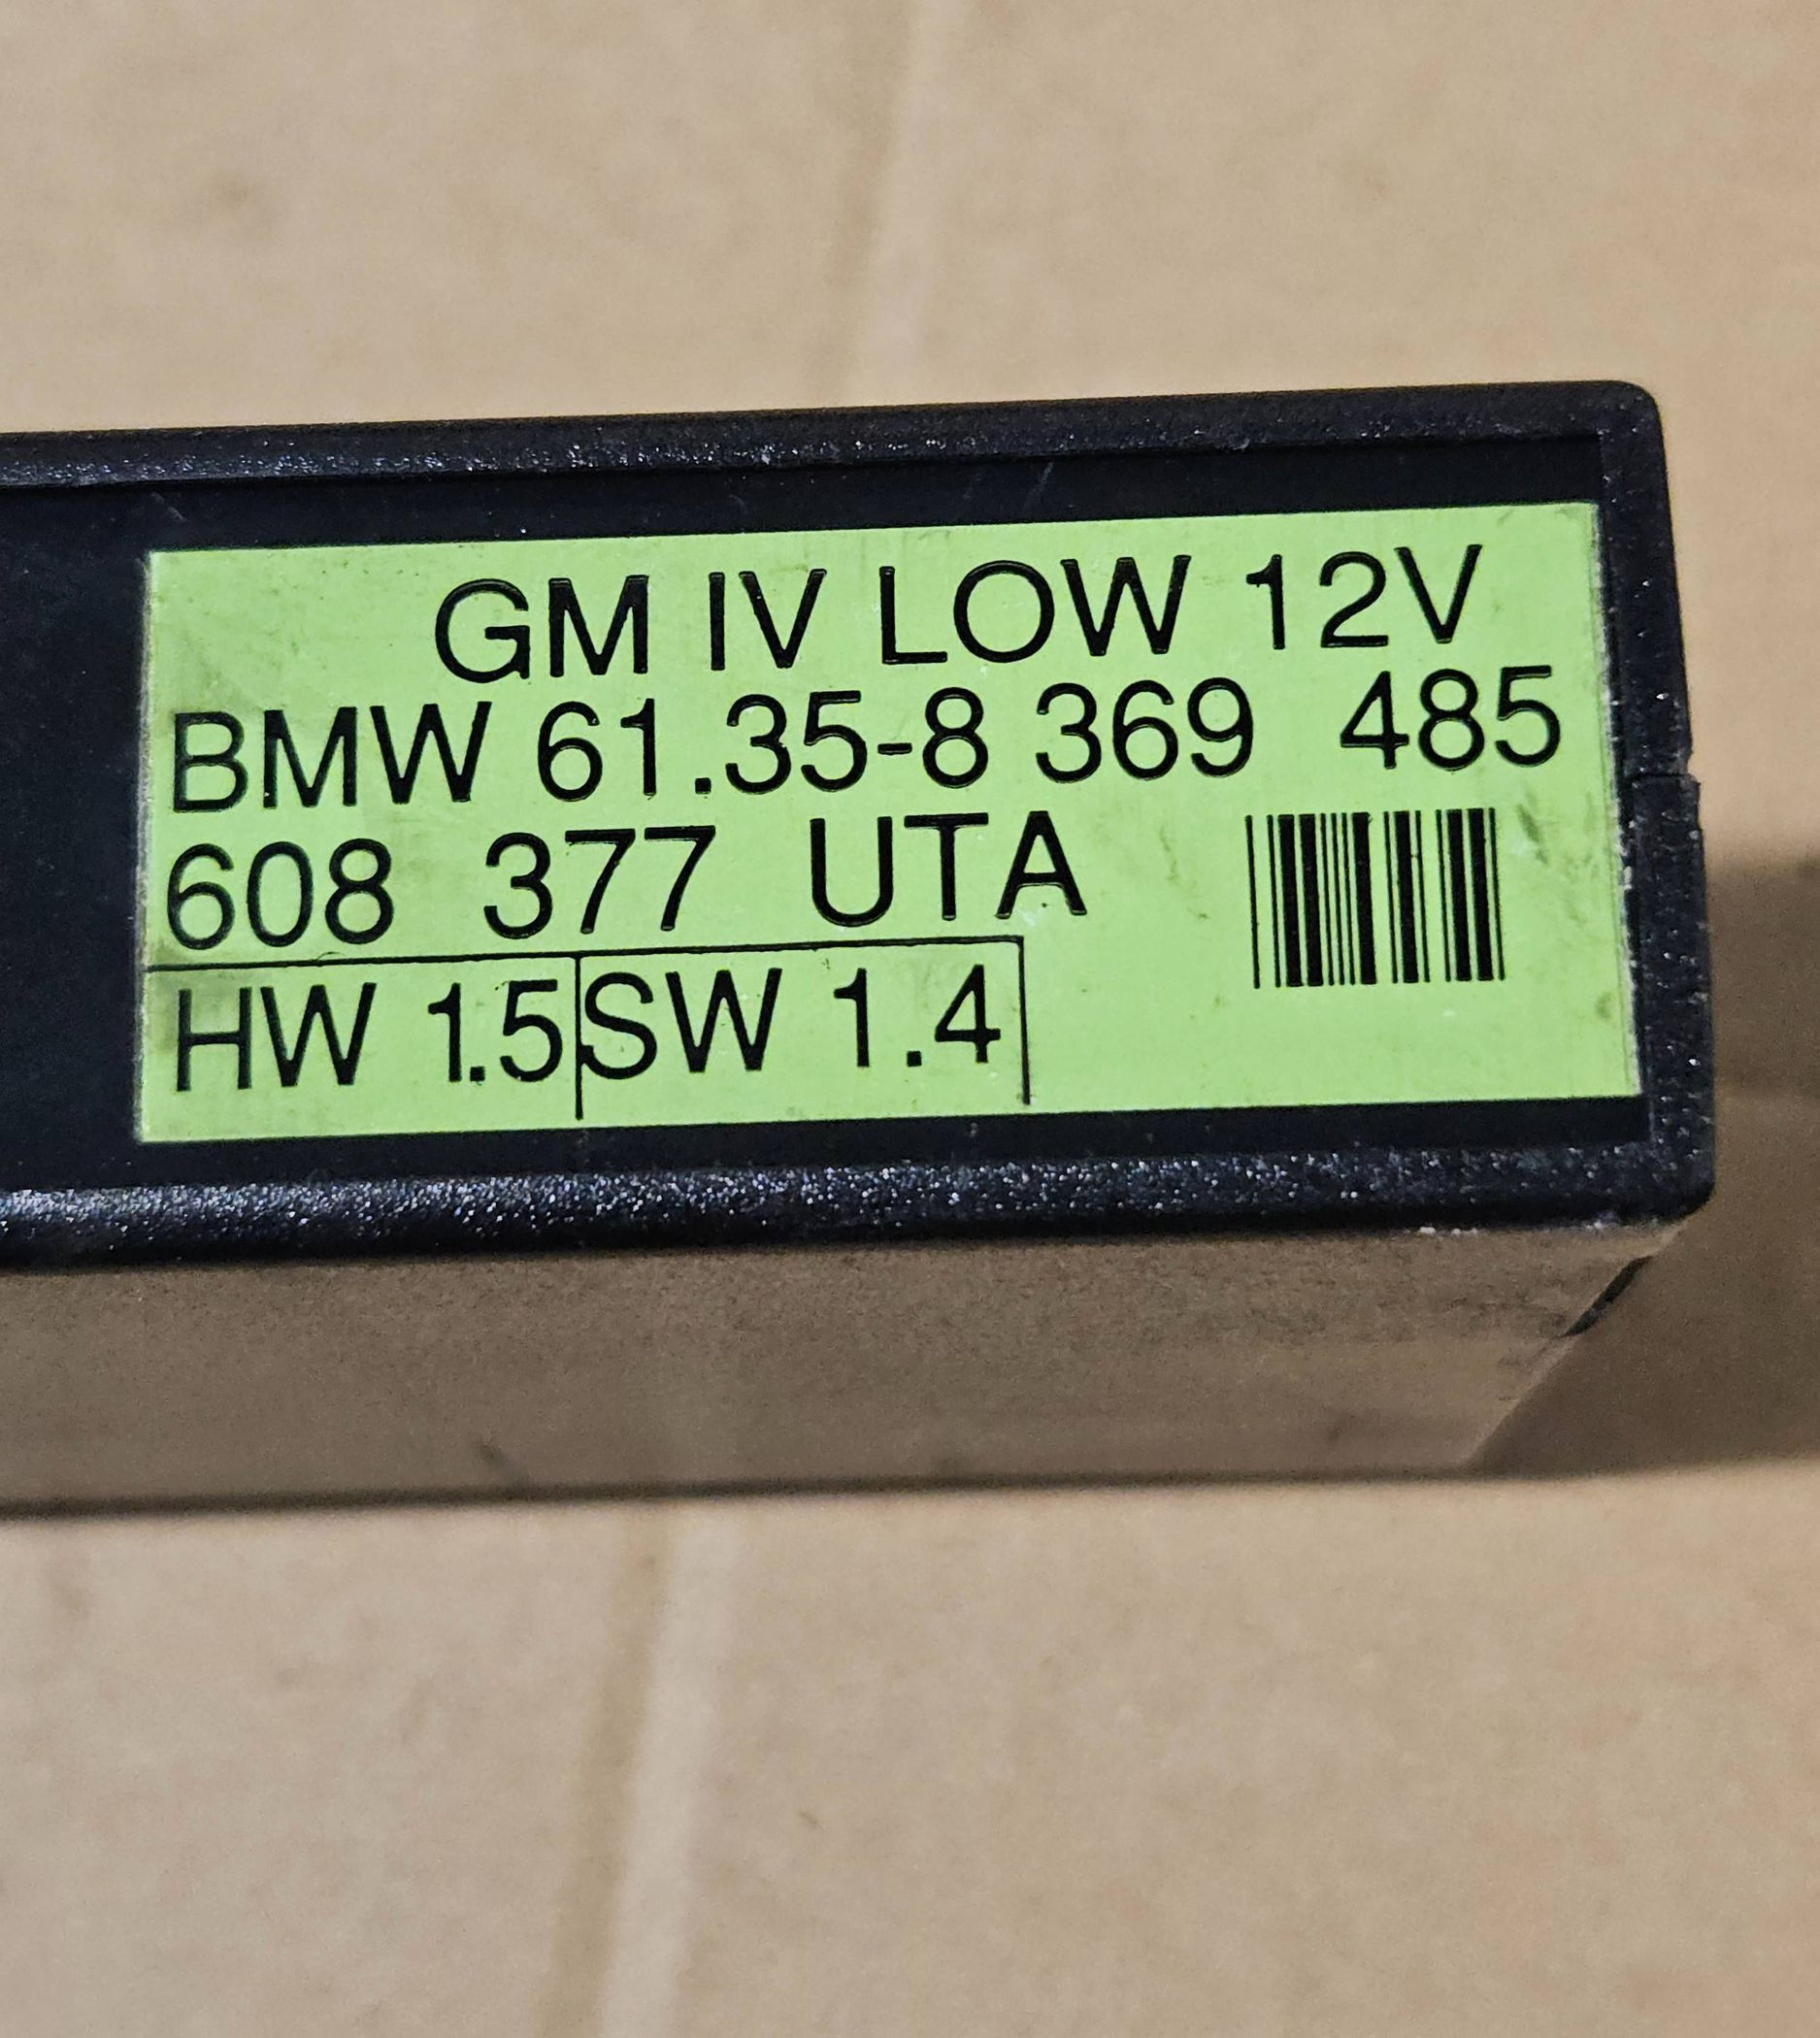 GM IV LOW 12V
BMW 61.35-8 369 485
608 377 UTA
HW 1.5 SW 1.4